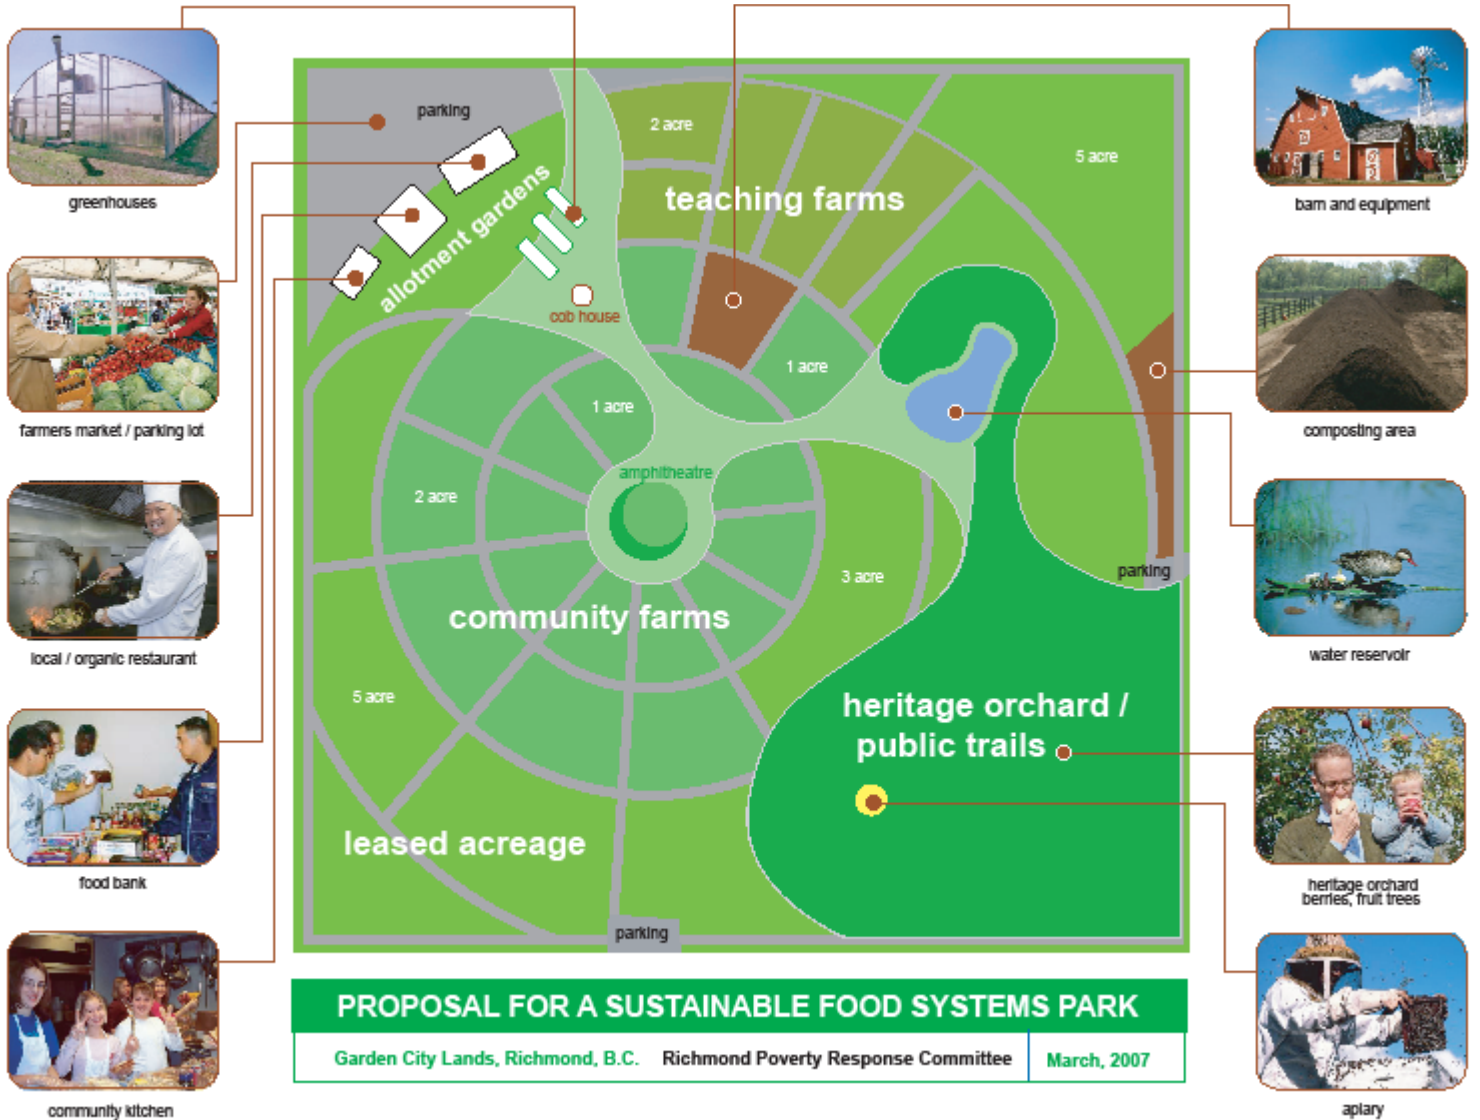 greenhouses
farmers market / parking lot
local / organic restaurant
food bank
community kitchen
parking
allotment gardens
cob house
2 acre
teaching farms
5 acre
1 acre
1 acre
amphitheatre
2 acre
3 acre
community farms
5 acre
leased acreage
heritage orchard /
public trails
parking
parking
barn and equipment
composting area
water reservoir
heritage orchard
berries, fruit trees
apiary
PROPOSAL FOR A SUSTAINABLE FOOD SYSTEMS PARK
Garden City Lands, Richmond, B.C. Richmond Poverty Response Committee March, 2007